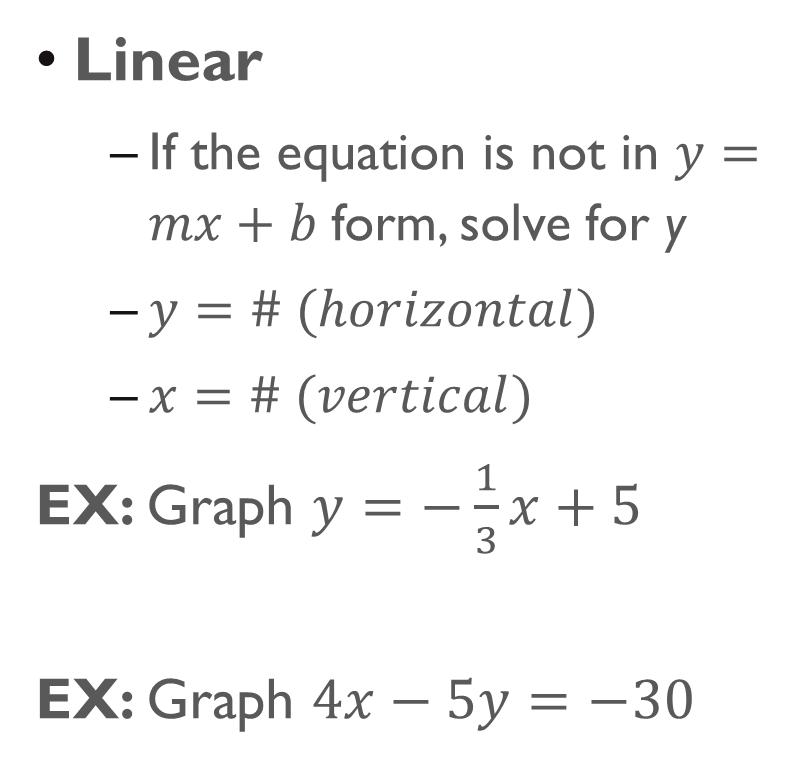 • Linear
– If the equation is not in y =
mx + b form, solve for y
– y = # (horizontal)
– x = # (vertical)
EX: Graph y = −1/3 x + 5
EX: Graph 4x − 5y = −30